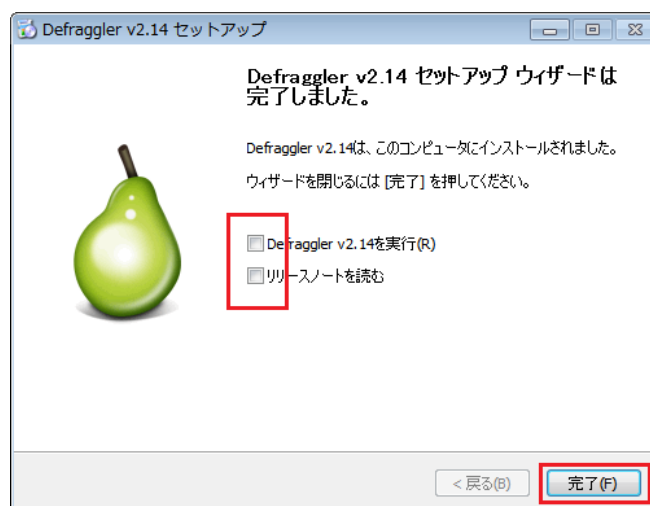 Defraggler v2.14 セットアップ
Defraggler v2.14 セットアップ ウィザードは
完了しました。
Defraggler v2.14は、このコンピュータにインストールされました。
ウィザードを閉じるには [完了] を押してください。
Defraggler v2.14を実行(R)
リリースノートを読む
< 戻る(B)
完了(F)